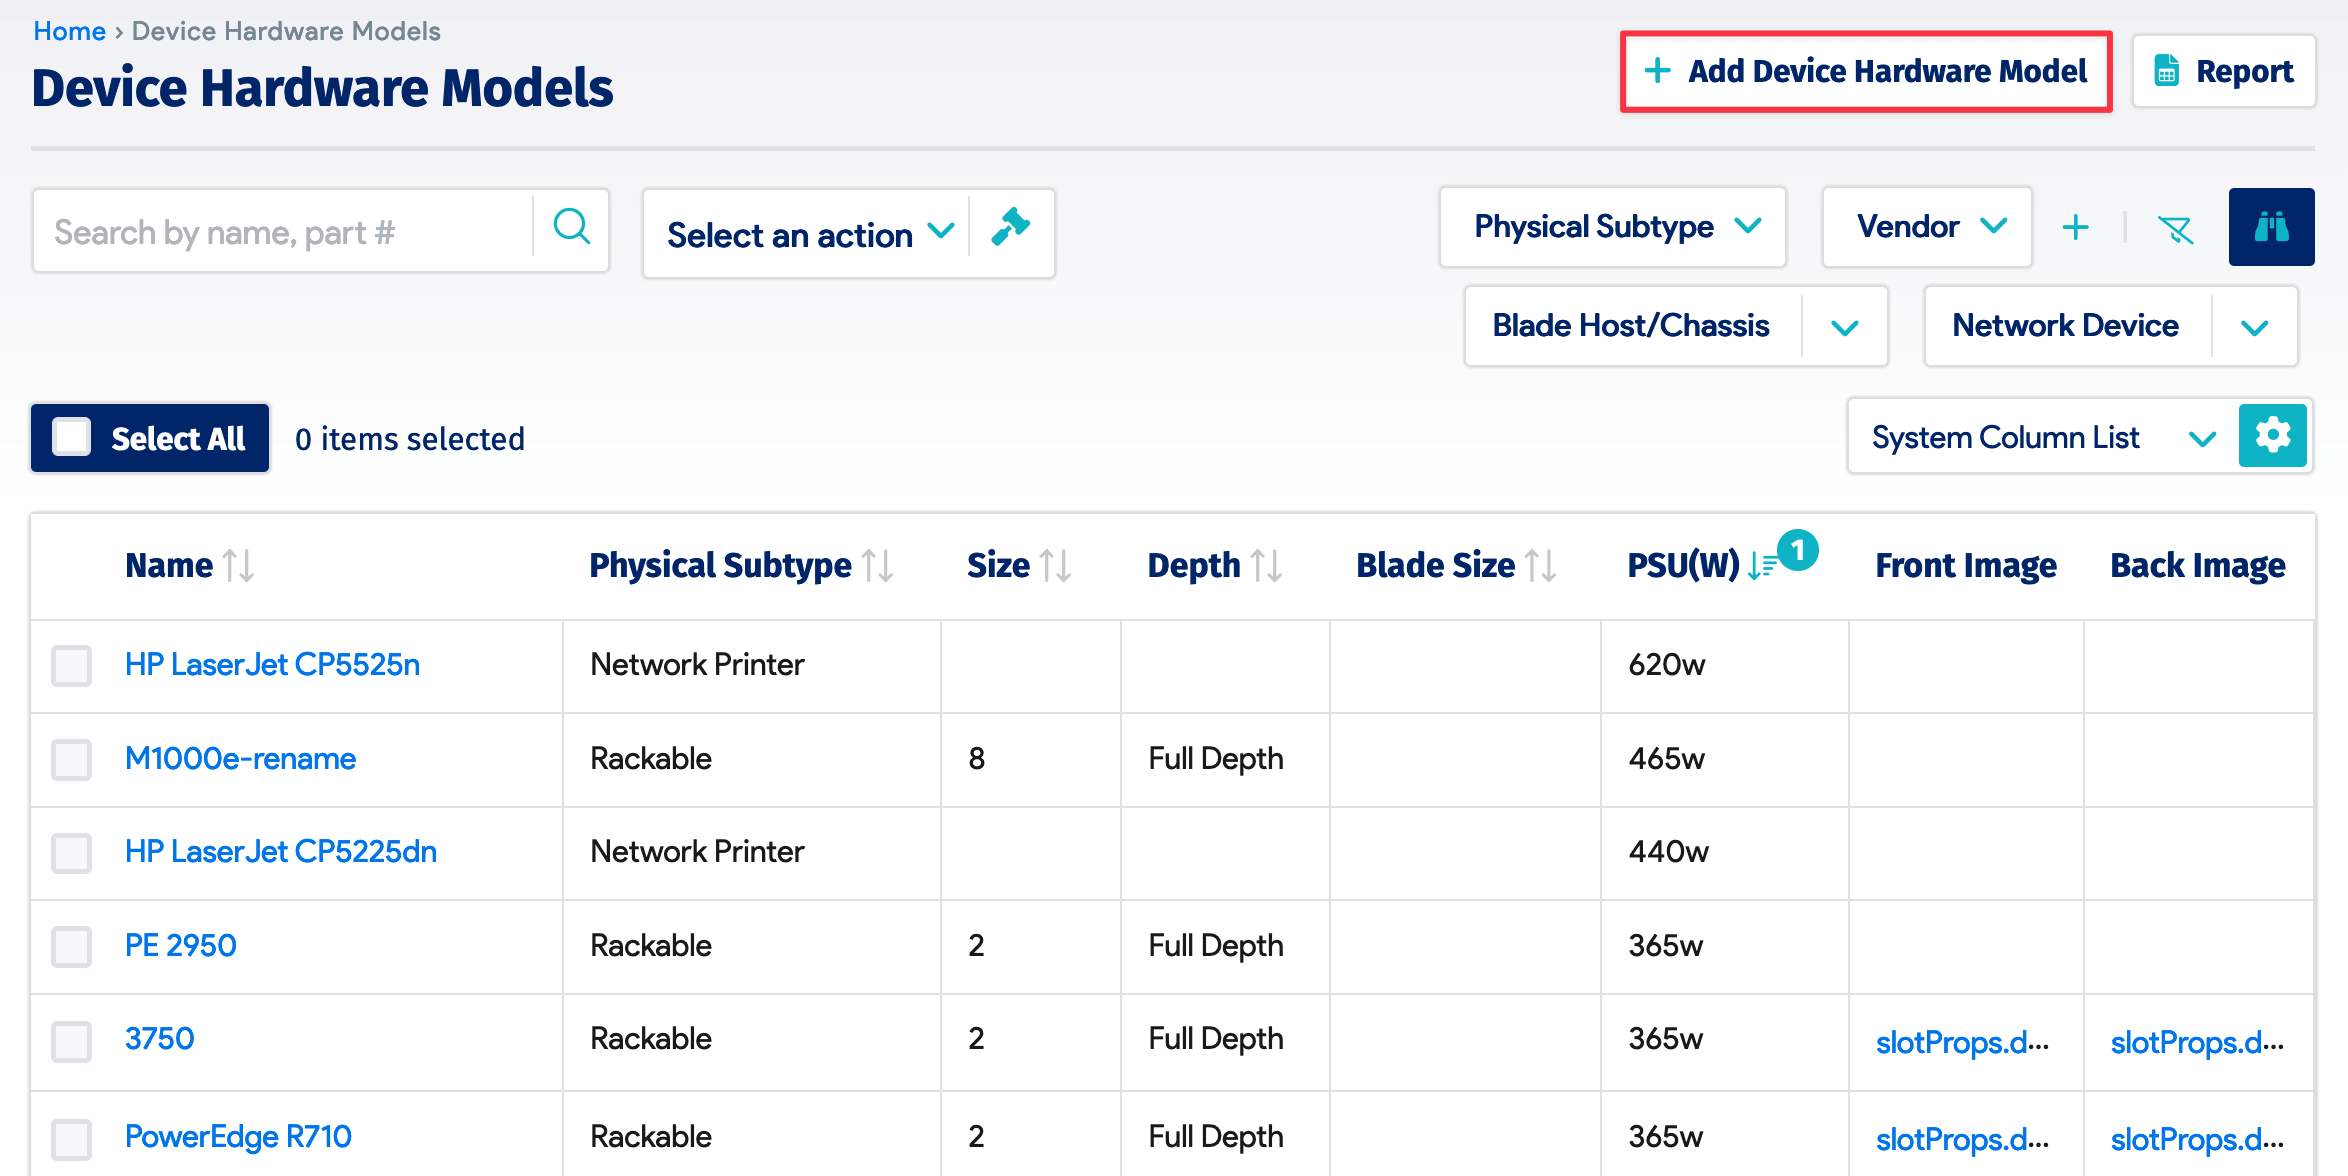 Home › Device Hardware Models
Device Hardware Models
+ Add Device Hardware Model
Report
Search by name, part #
Select an action
Physical Subtype
Vendor
Blade Host/Chassis
Network Device
Select All
0 items selected
System Column List
Name Physical Subtype Size Depth Blade Size PSU(W) 1 Front Image Back Image
HP LaserJet CP5525n Network Printer 620w
M1000e-rename Rackable 8 Full Depth 465w
HP LaserJet CP5225dn Network Printer 440w
PE 2950 Rackable 2 Full Depth 365w
3750 Rackable 2 Full Depth 365w slotProps.d... slotProps.d...
PowerEdge R710 Rackable 2 Full Depth 365w slotProps.d... slotProps.d...